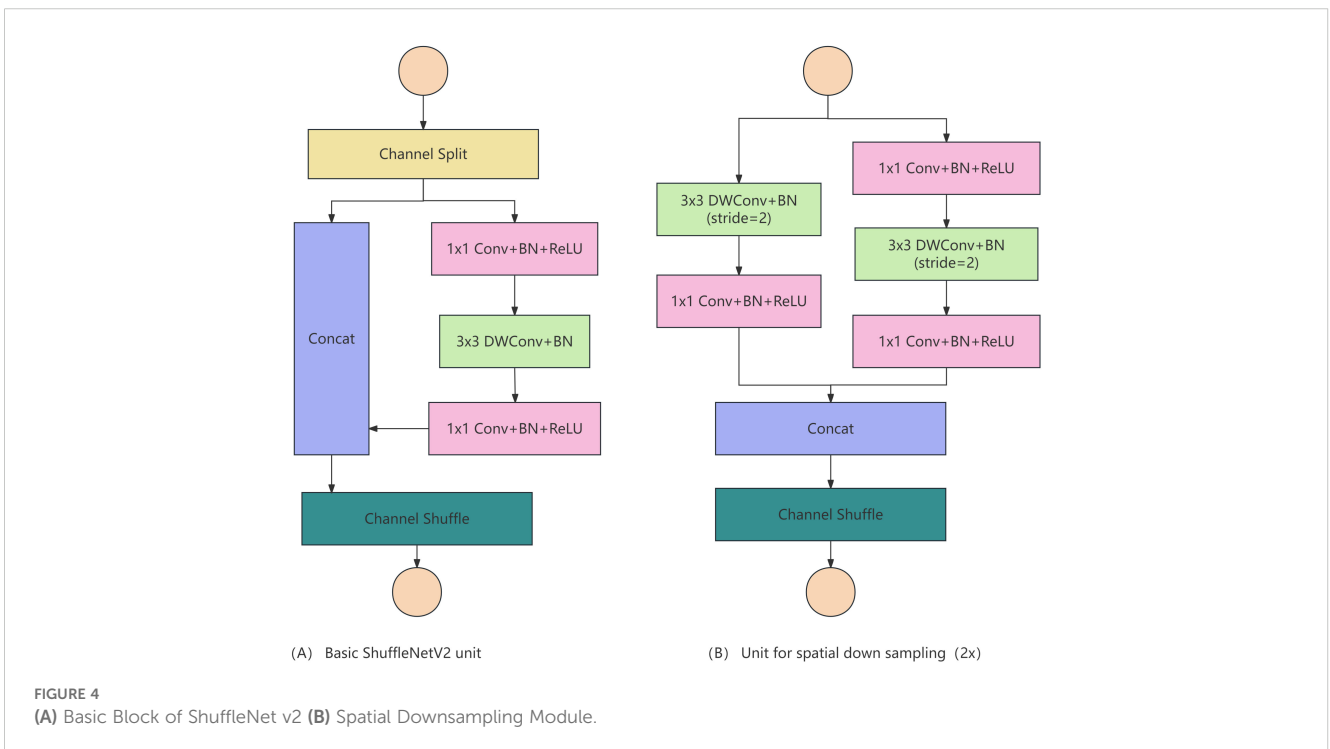 Channel Split
1x1 Conv+BN+ReLU
3x3 DWConv+BN
1x1 Conv+BN+ReLU
Concat
Channel Shuffle
(A) Basic ShuffleNetV2 unit
3x3 DWConv+BN
(stride=2)
1x1 Conv+BN+ReLU
1x1 Conv+BN+ReLU
3x3 DWConv+BN
(stride=2)
1x1 Conv+BN+ReLU
Concat
Channel Shuffle
(B) Unit for spatial down sampling (2x)
FIGURE 4
(A) Basic Block of ShuffleNet v2 (B) Spatial Downsampling Module.